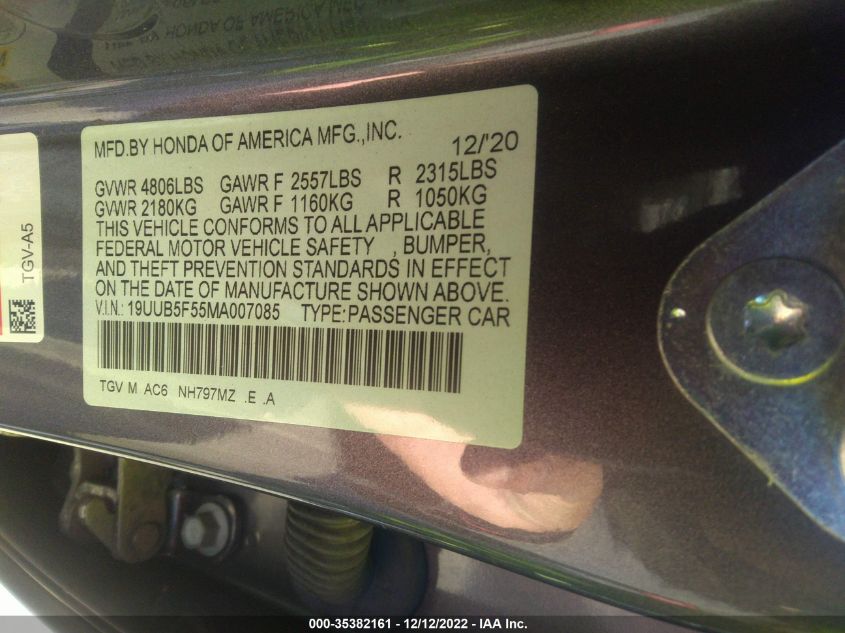 MFD.BY HONDA OF AMERICA MFG.,INC. 12/'20
GVWR 4806LBS GAWR F 2557LBS R 2315LBS
GVWR 2180KG GAWR F 1160KG R 1050KG
THIS VEHICLE CONFORMS TO ALL APPLICABLE
FEDERAL MOTOR VEHICLE SAFETY , BUMPER,
AND THEFT PREVENTION STANDARDS IN EFFECT
ON THE DATE OF MANUFACTURE SHOWN ABOVE.
V.I.N.: 19UUB5F55MA007085 TYPE:PASSENGER CAR
TGV M AC6 NH797MZ .E .A
TGV-A5
000-35382161 - 12/12/2022 - IAA Inc.